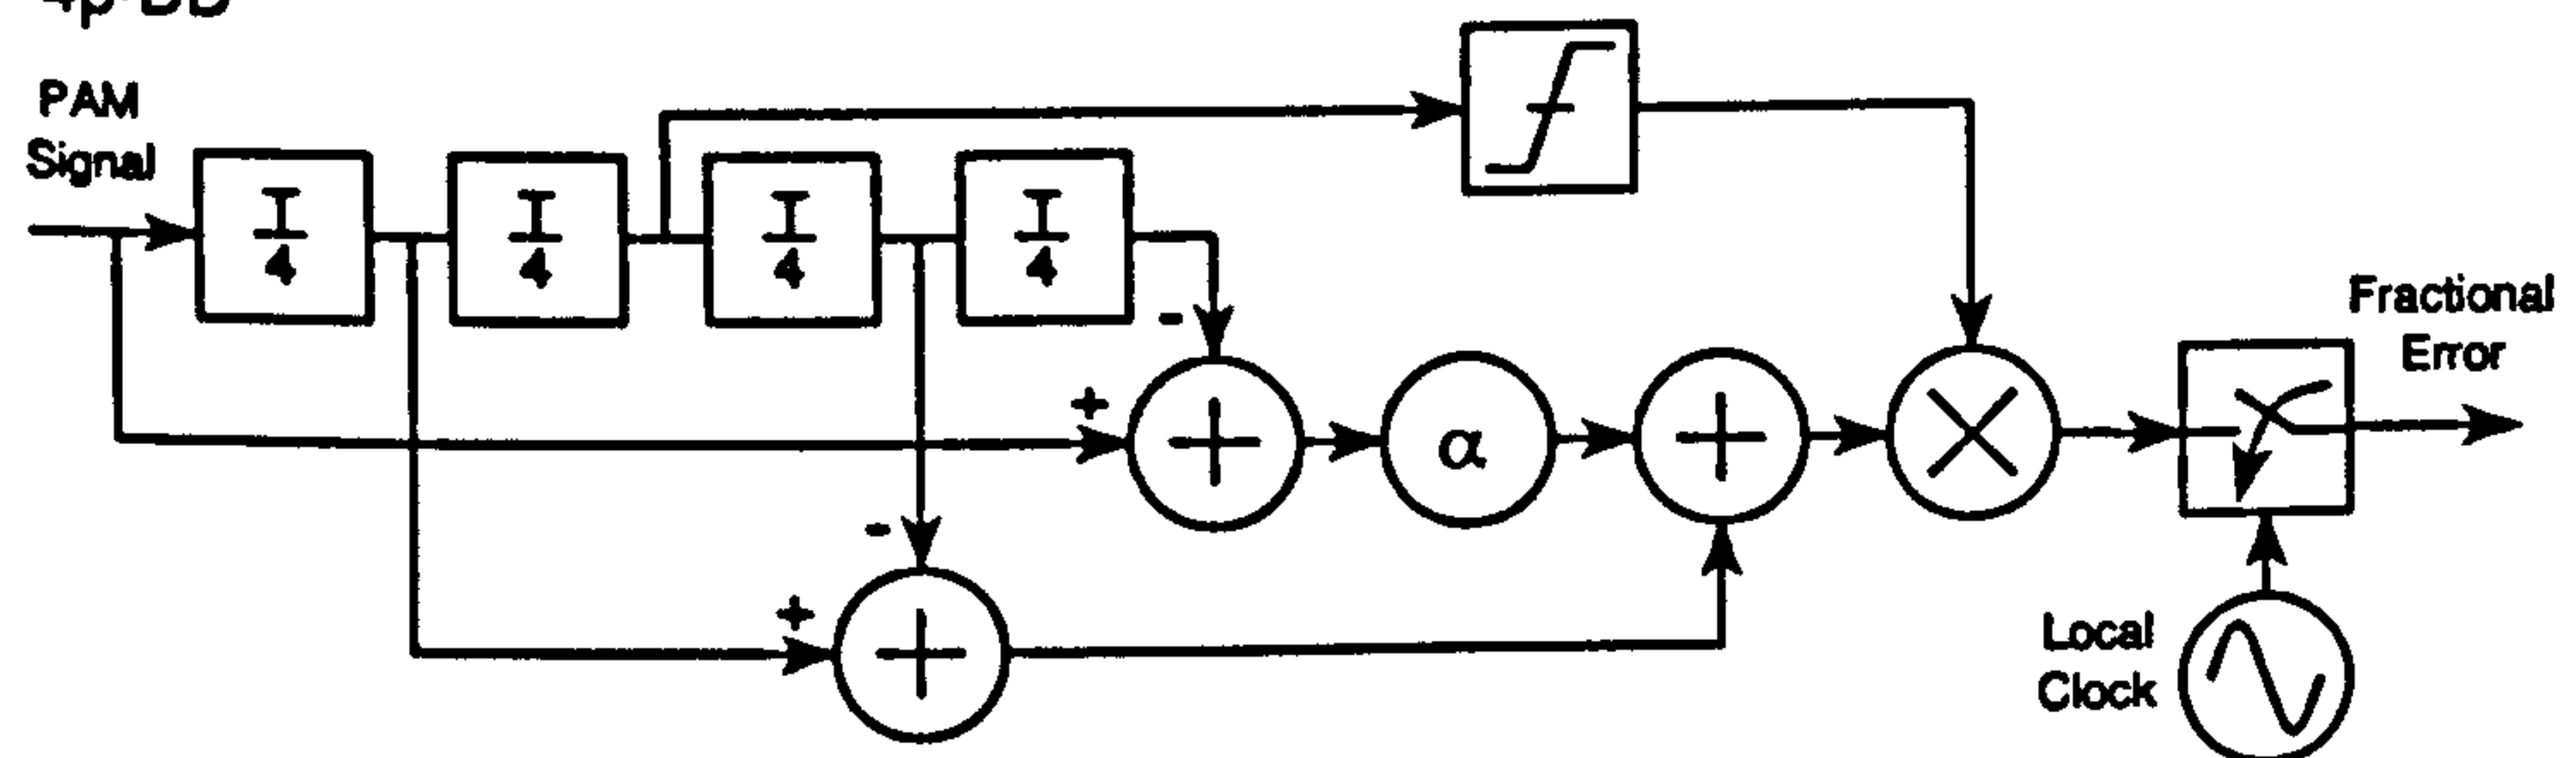 PAM
Signal
T
4
T
4
T
4
T
4
-
+
α
-
+
Fractional
Error
Local
Clock